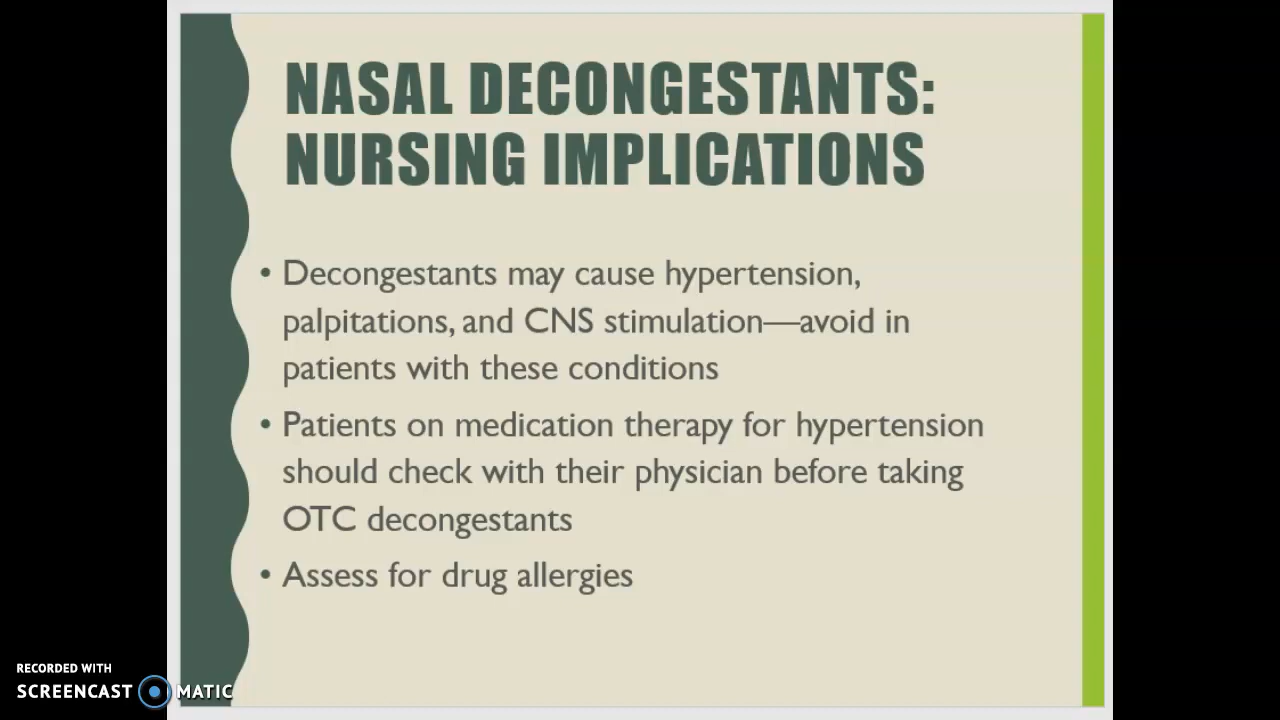 NASAL DECONGESTANTS:
NURSING IMPLICATIONS
• Decongestants may cause hypertension,
palpitations, and CNS stimulation—avoid in
patients with these conditions
• Patients on medication therapy for hypertension
should check with their physician before taking
OTC decongestants
• Assess for drug allergies
RECORDED WITH
SCREENCAST MATIC